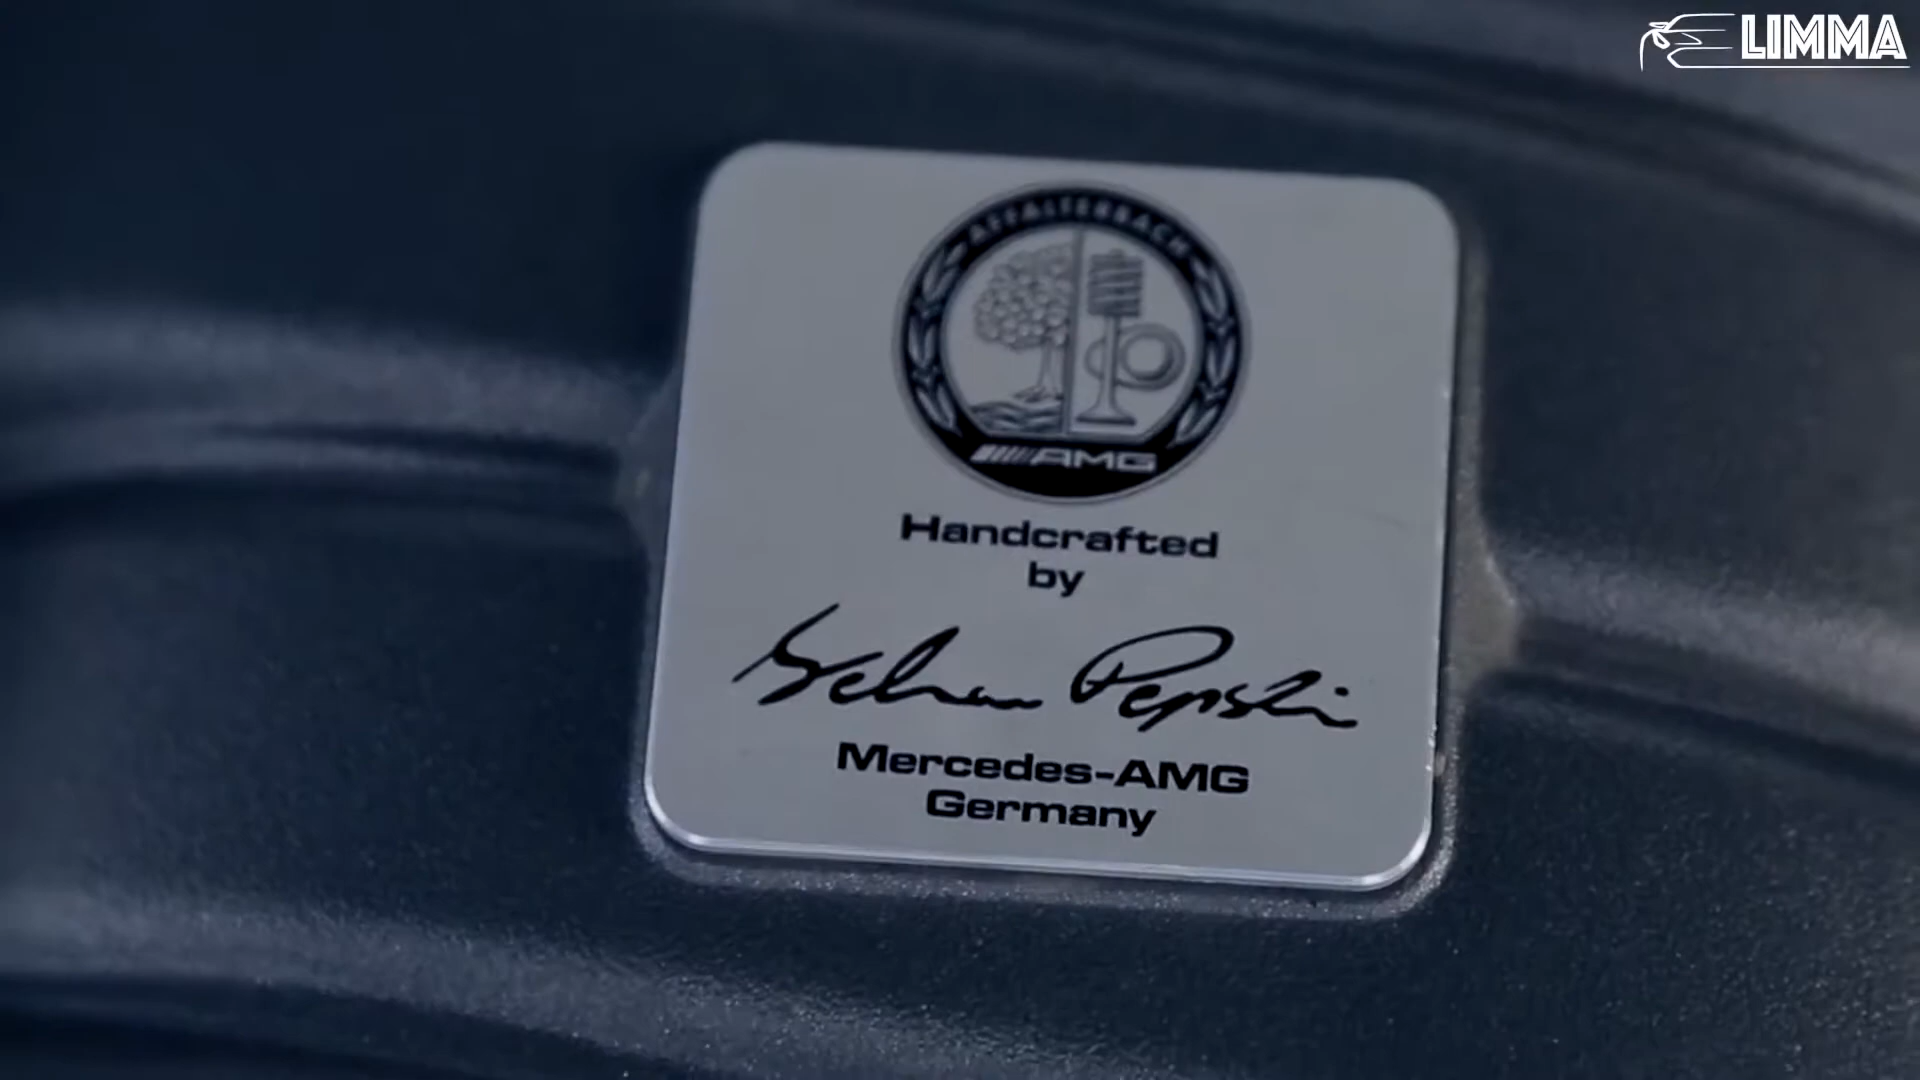 LIMMA
AFFALTERBACH
AMG
Handcrafted
by
Mercedes-AMG
Germany